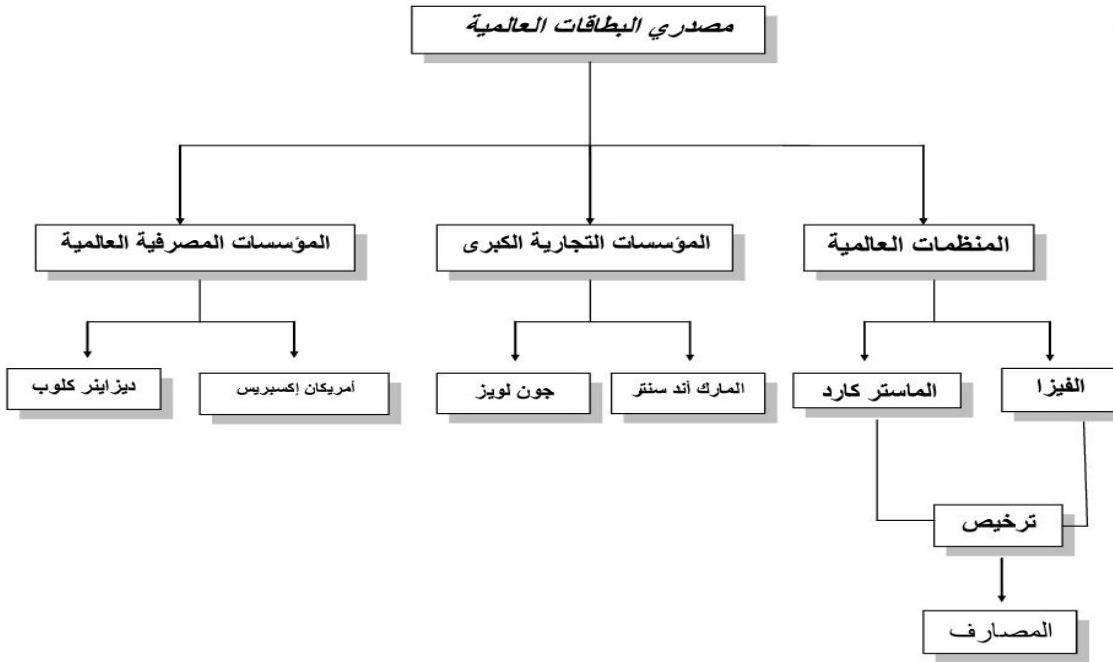 مصدري البطاقات العالمية
المنظمات العالمية
المؤسسات التجارية الكبرى
المؤسسات المصرفية العالمية
الفيزا
الماستر كارد
المارك أند سنتر
جون لويز
أمريكان إكسبريس
ديزاينر كلوب
ترخيص
المصارف